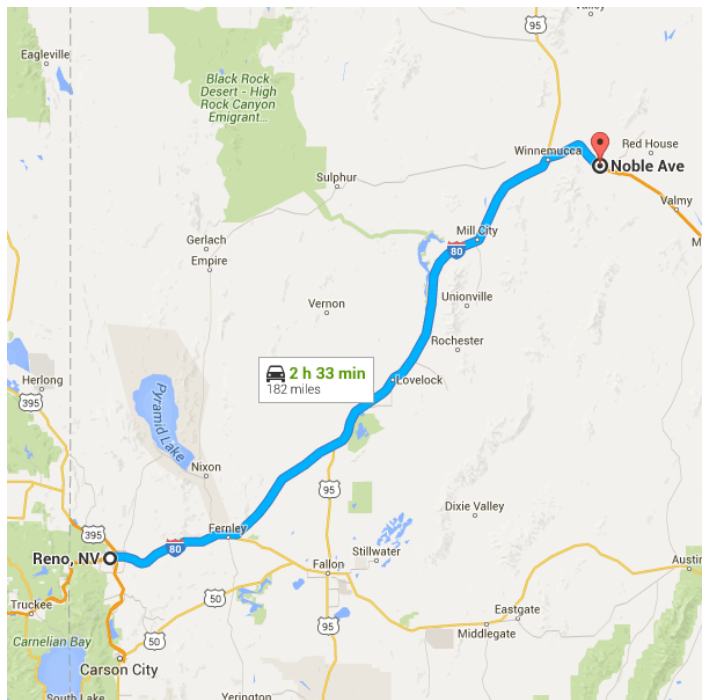 95
Valley
Eagleville
Black Rock
Desert - High
Rock Canyon
Emigrant...
Winnemucca
Red House
Noble Ave
Sulphur
Valmy
Mill City
Gerlach
80
M
Empire
Unionville
Vernon
Rochester
2 h 33 min
182 miles
Lovelock
Herlong
395
Pyramid Lake
Nixon
95
Dixie Valley
395
Fernley
80
Stillwater
Reno, NV
Fallon
Austin
50
50
Truckee
Eastgate
95
Middlegate
Carnelian Bay
50
Carson City
South Lake
Yerington